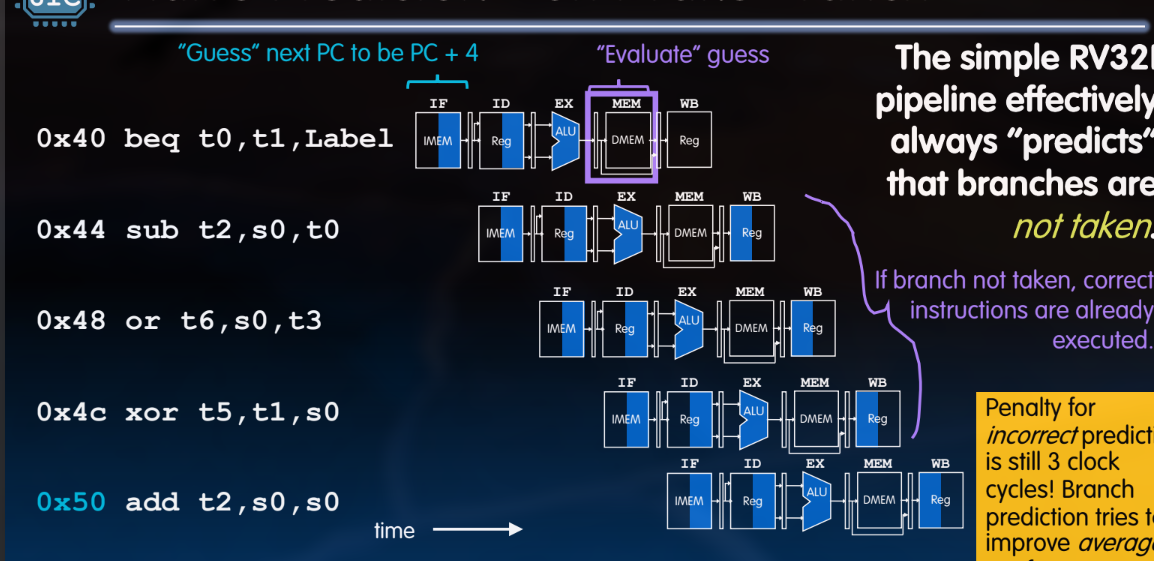 "Guess" next PC to be PC + 4
"Evaluate" guess
The simple RV32I
pipeline effectively
always "predicts"
that branches are
not taken.
IF ID EX MEM WB
0x40 beq t0,t1,Label
IMEM Reg ALU DMEM Reg
IF ID EX MEM WB
0x44 sub t2,s0,t0
IMEM Reg ALU DMEM Reg
If branch not taken, correct
instructions are already
executed.
IF ID EX MEM WB
0x48 or t6,s0,t3
IMEM Reg ALU DMEM Reg
IF ID EX MEM WB
0x4c xor t5,t1,s0
IMEM Reg ALU DMEM Reg
IF ID EX MEM WB
0x50 add t2,s0,s0
IMEM Reg ALU DMEM Reg
time
Penalty for
incorrect predicti
is still 3 clock
cycles! Branch
prediction tries to
improve average